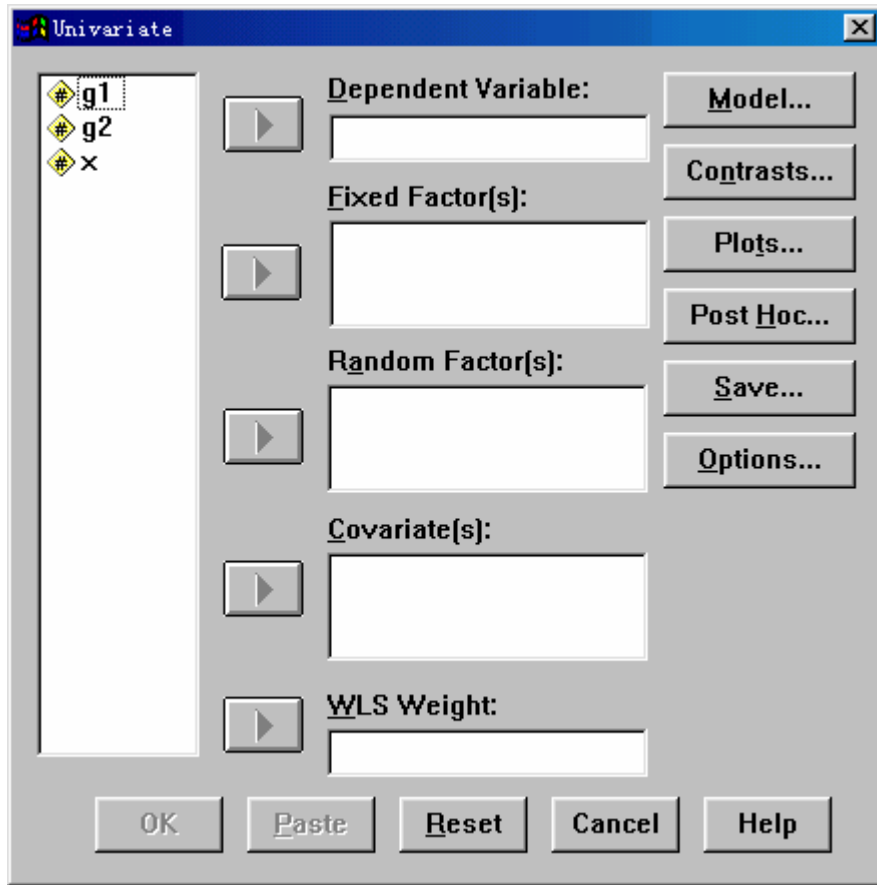 Univariate
# g1
# g2
# x
Dependent Variable:
Fixed Factor(s):
Random Factor(s):
Covariate(s):
WLS Weight:
Model...
Contrasts...
Plots...
Post Hoc...
Save...
Options...
OK
Paste
Reset
Cancel
Help